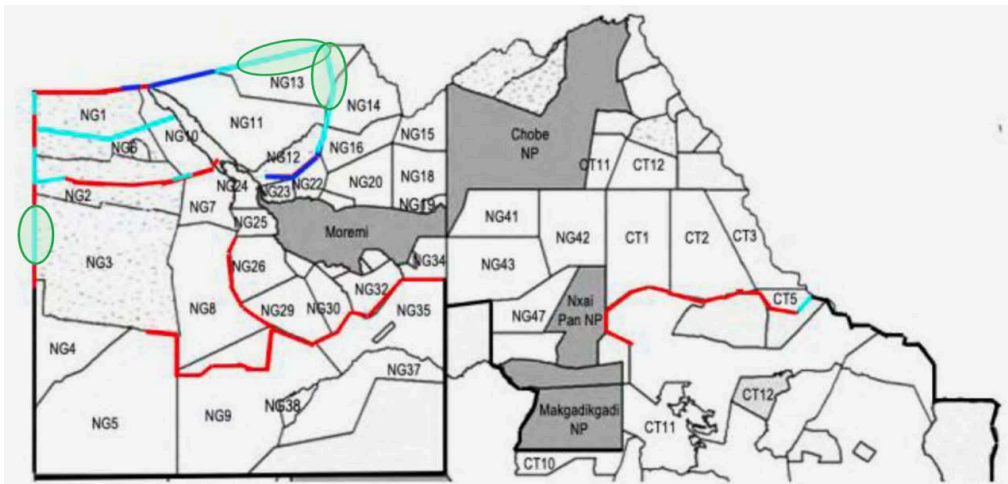 NG13
NG1
NG14
NG11
NG10
NG15
Chobe
NP
NG6
NG16
NG12
CT11
CT12
NG20
NG18
NG2
NG24
NG23
NG22
NG7
NG19
NG25
NG41
Moremi
NG42
CT1
CT2
CT3
NG3
NG26
NG34
NG43
NG32
CT5
NG8
NG29
NG30
NG35
Nxai
Pan NP
NG47
NG4
NG37
CT12
NG5
NG9
NG38
Makgadikgadi
NP
CT11
CT10